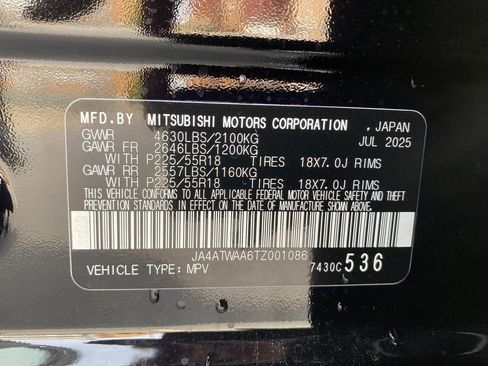 MFD.BY MITSUBISHI MOTORS CORPORATION , JAPAN
GVWR 4630LBS/2100KG JUL 2025
GAWR FR 2646LBS/1200KG
WITH P225/55R18 TIRES 18X7.0J RIMS
GAWR RR 2557LBS/1160KG
WITH P225/55R18 TIRES 18X7.0J RIMS
THIS VEHICLE CONFORMS TO ALL APPLICABLE FEDERAL MOTOR VEHICLE SAFETY AND THEFT
PREVENTION STANDARDS IN EFFECT ON THE DATE OF MANUFACTURE SHOWN ABOVE.
JA4ATWAA6TZ001086
VEHICLE TYPE: MPV 7430C 536